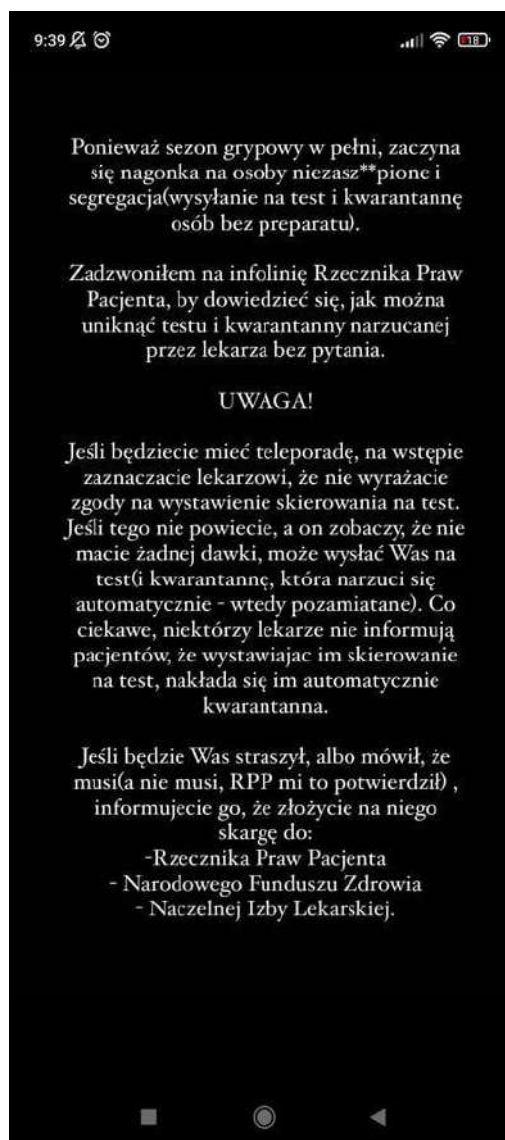 9:39 18
Ponieważ sezon grypowy w pełni, zaczyna
się nagonka na osoby niezasz**pione i
segregacja(wysyłanie na test i kwarantannę
osób bez preparatu).
Zadzwoniłem na infolinię Rzecznika Praw
Pacjenta, by dowiedzieć się, jak można
uniknąć testu i kwarantanny narzucanej
przez lekarza bez pytania.
UWAGA!
Jeśli będziecie mieć teleporadę, na wstępie
zaznaczacie lekarzowi, że nie wyrażacie
zgody na wystawienie skierowania na test.
Jeśli tego nie powiecie, a on zobaczy, że nie
macie żadnej dawki, może wysłać Was na
test(i kwarantannę, która narzuci się
automatycznie - wtedy pozamiatane). Co
ciekawe, niektórzy lekarze nie informują
pacjentów, że wystawiajac im skierowanie
na test, nakłada się im automatycznie
kwarantanna.
Jeśli będzie Was straszył, albo mówił, że
musi(a nie musi, RPP mi to potwierdził) ,
informujecie go, że złożycie na niego
skargę do:
-Rzecznika Praw Pacjenta
- Narodowego Funduszu Zdrowia
- Naczelnej Izby Lekarskiej.